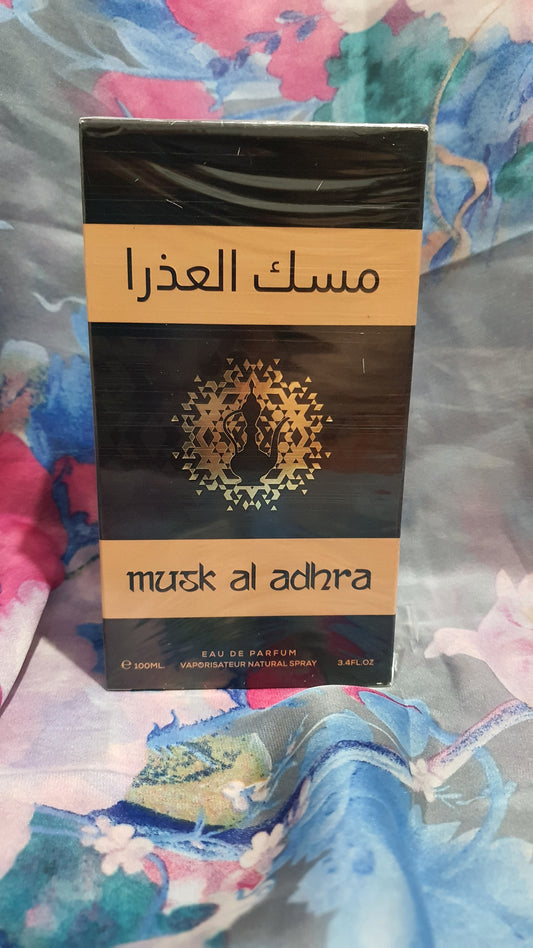 مسك العذرا
musk al adhra
EAU DE PARFUM
℮ 100ML. VAPORISATEUR NATURAL SPRAY 3.4FL.OZ